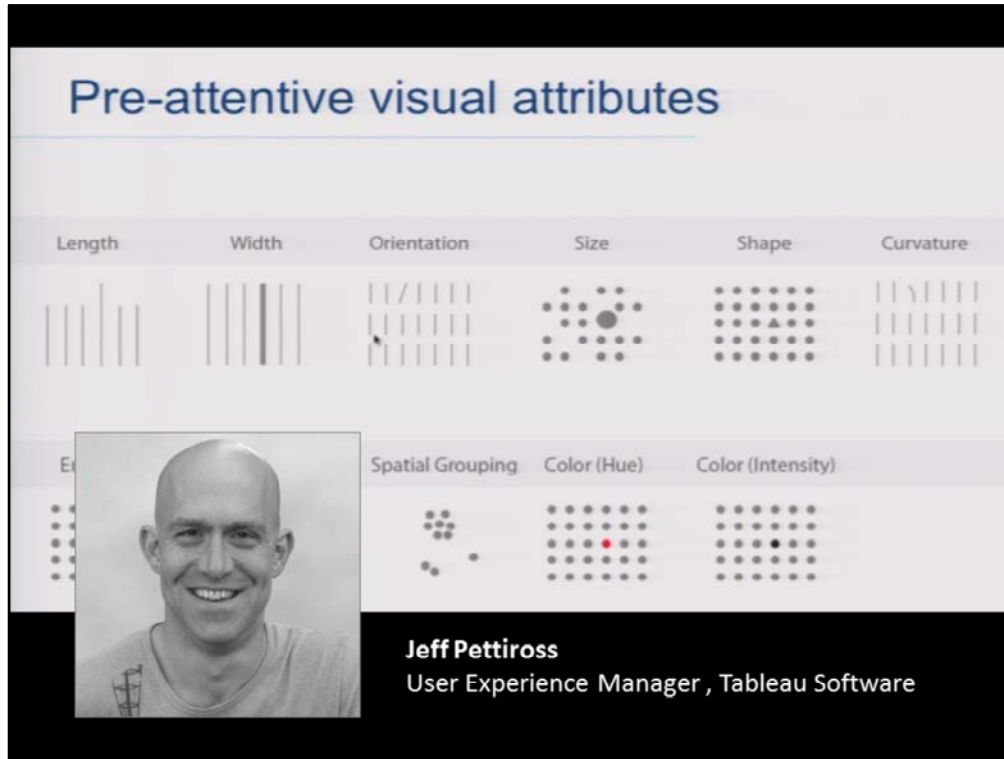 Pre-attentive visual attributes
Length Width Orientation Size Shape Curvature
Spatial Grouping Color (Hue) Color (Intensity)
Jeff Pettiross
User Experience Manager , Tableau Software